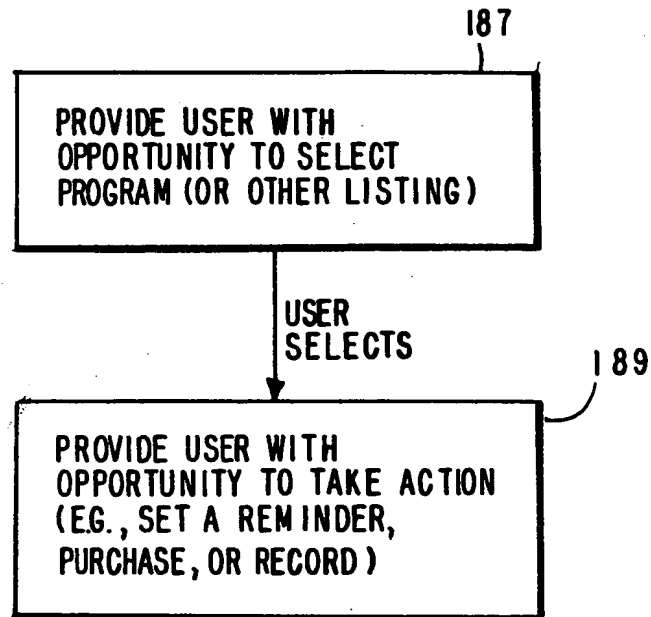 187
PROVIDE USER WITH
OPPORTUNITY TO SELECT
PROGRAM (OR OTHER LISTING)
USER
SELECTS
189
PROVIDE USER WITH
OPPORTUNITY TO TAKE ACTION
(E.G., SET A REMINDER,
PURCHASE, OR RECORD)